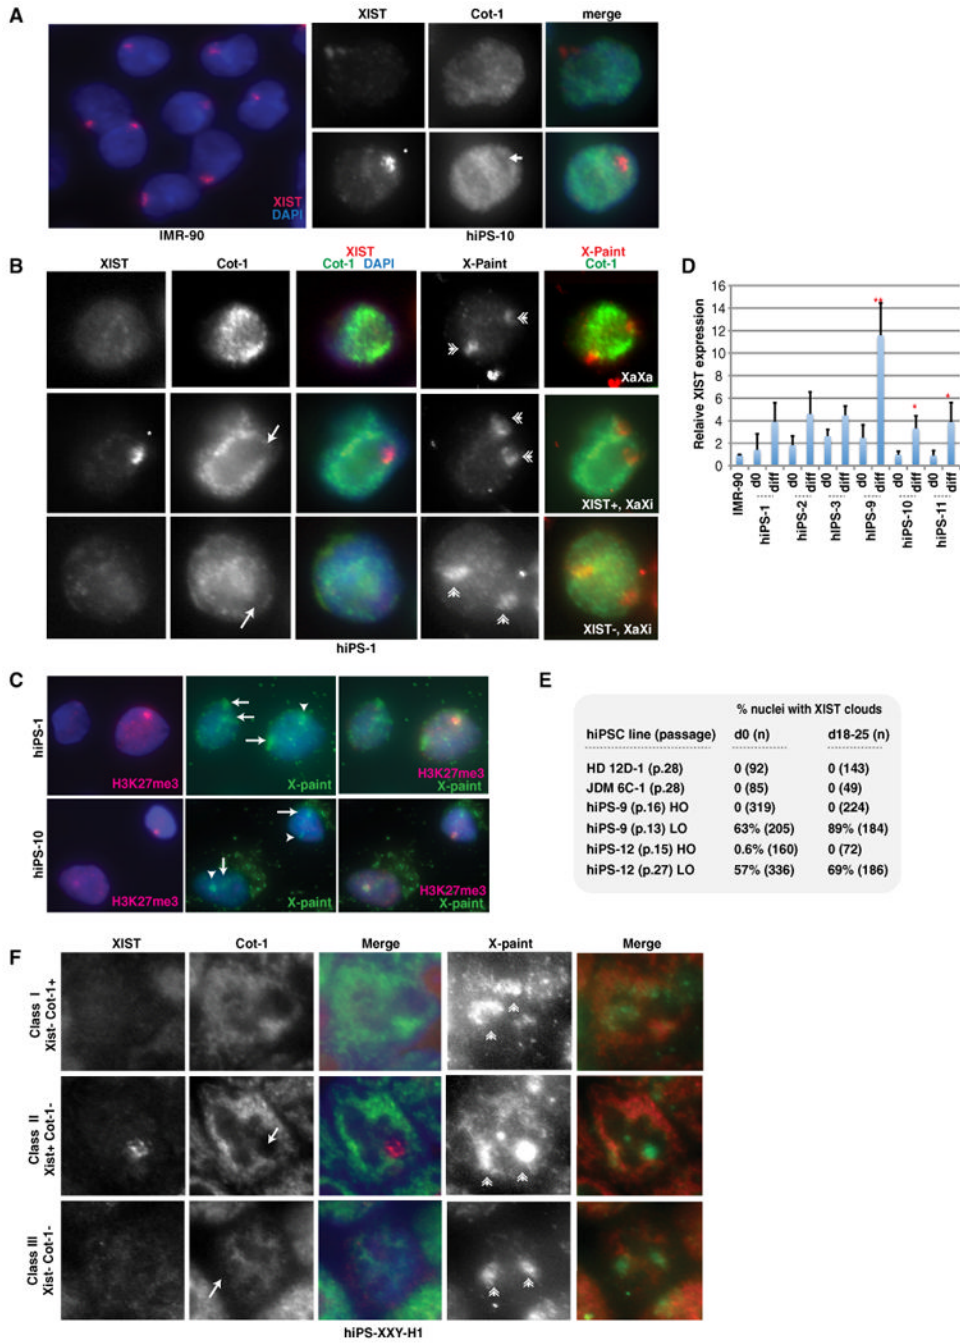 A
XIST Cot-1 merge
XIST
DAPI
IMR-90 hiPS-10
B
XIST Cot-1 XIST Cot-1 DAPI X-Paint X-Paint Cot-1
XaXa
XIST+, XaXi
XIST-, XaXi
hiPS-1
D
Relaive XIST expression
16
14
12
10
8
6
4
2
0
IMR-90 d0 diff d0 diff d0 diff d0 diff d0 diff d0 diff
hiPS-1 hiPS-2 hiPS-3 hiPS-9 hiPS-10 hiPS-11
C
hiPS-1
H3K27me3 X-paint H3K27me3 X-paint
hiPS-10
H3K27me3 X-paint H3K27me3 X-paint
E
% nuclei with XIST clouds
hiPSC line (passage) d0 (n) d18-25 (n)
HD 12D-1 (p.28) 0 (92) 0 (143)
JDM 6C-1 (p.28) 0 (85) 0 (49)
hiPS-9 (p.16) HO 0 (319) 0 (224)
hiPS-9 (p.13) LO 63% (205) 89% (184)
hiPS-12 (p.15) HO 0.6% (160) 0 (72)
hiPS-12 (p.27) LO 57% (336) 69% (186)
F
XIST Cot-1 Merge X-paint Merge
Class I
Xist- Cot-1+
Class II
Xist+ Cot-1-
Class III
Xist- Cot-1-
hiPS-XXY-H1